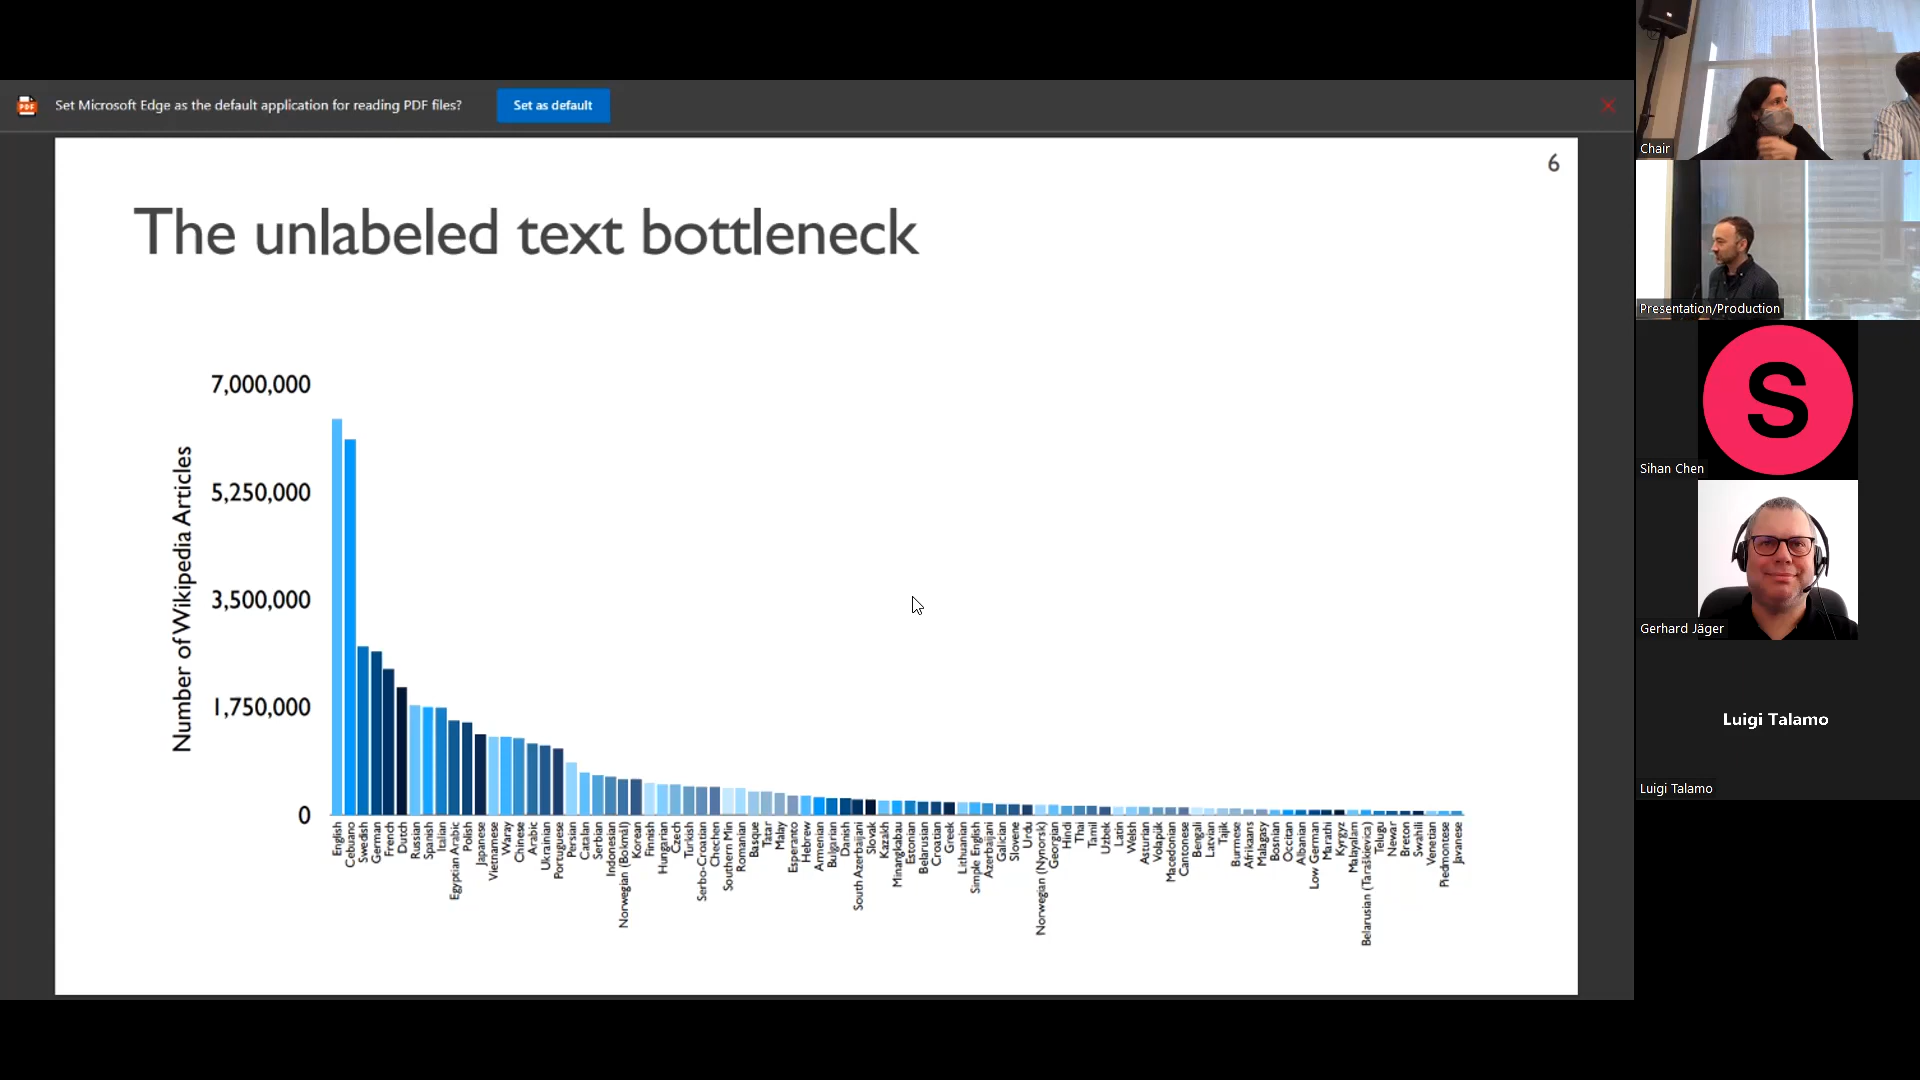 Set Microsoft Edge as the default application for reading PDF files?
Set as default
6
The unlabeled text bottleneck
Number of Wikipedia Articles
7,000,000
5,250,000
3,500,000
1,750,000
0
English
Cebuano
Swedish
German
French
Dutch
Russian
Spanish
Italian
Egyptian Arabic
Polish
Japanese
Vietnamese
Waray
Chinese
Arabic
Ukrainian
Portuguese
Persian
Catalan
Serbian
Indonesian
Norwegian (Bokmål)
Korean
Finnish
Hungarian
Czech
Turkish
Serbo-Croatian
Chechen
Southern Min
Romanian
Basque
Tatar
Malay
Esperanto
Hebrew
Armenian
Bulgarian
Danish
South Azerbaijani
Slovak
Kazakh
Minangkabau
Estonian
Belarusian
Croatian
Greek
Lithuanian
Simple English
Azerbaijani
Galician
Slovene
Urdu
Norwegian (Nynorsk)
Georgian
Hindi
Thai
Tamil
Uzbek
Latin
Welsh
Asturian
Volapük
Macedonian
Cantonese
Bengali
Latvian
Tajik
Burmese
Afrikaans
Malagasy
Bosnian
Occitan
Albanian
Low German
Marathi
Kyrgyz
Malayalam
Belarusian (Taraškievica)
Telugu
Newar
Breton
Swahili
Venetian
Piedmontese
Javanese
Chair
Presentation/Production
S
Sihan Chen
Gerhard Jäger
Luigi Talamo
Luigi Talamo